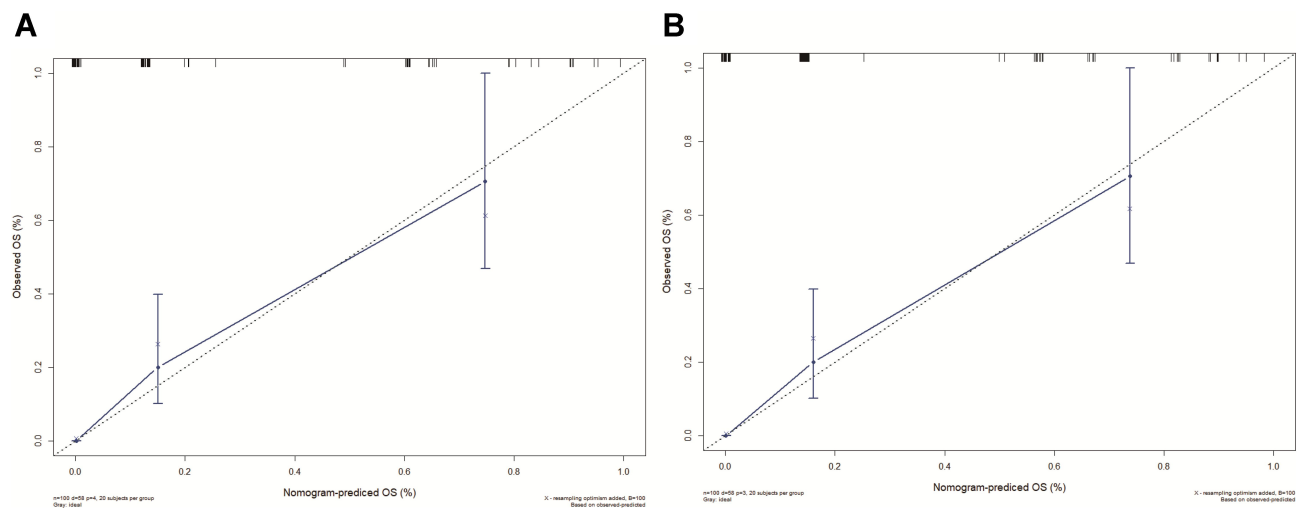 A
1.0
0.8
0.6
0.4
0.2
0.0
Observed OS (%)
0.0 0.2 0.4 0.6 0.8 1.0
Nomogram-prediced OS (%)
n=100 d=58 p=4, 20 subjects per group
Gray: ideal
X - resampling optimism added, B=100
Based on observed-predicted
B
1.0
0.8
0.6
0.4
0.2
0.0
Observed OS (%)
0.0 0.2 0.4 0.6 0.8 1.0
Nomogram-prediced OS (%)
n=100 d=58 p=3, 20 subjects per group
Gray: ideal
X - resampling optimism added, B=100
Based on observed-predicted